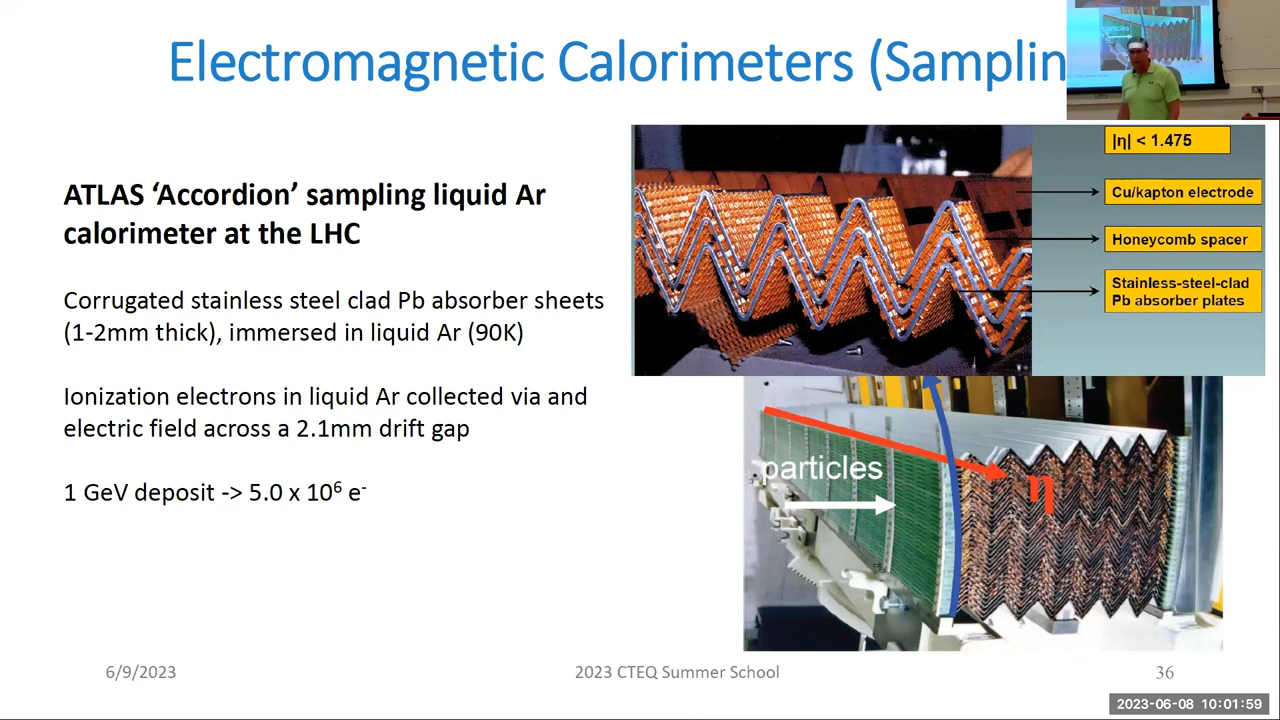 Electromagnetic Calorimeters (Samplin
ATLAS ‘Accordion’ sampling liquid Ar
calorimeter at the LHC
Corrugated stainless steel clad Pb absorber sheets
(1-2mm thick), immersed in liquid Ar (90K)
Ionization electrons in liquid Ar collected via and
electric field across a 2.1mm drift gap
1 GeV deposit -> 5.0 x 10⁶ e⁻
|η| < 1.475
Cu/kapton electrode
Honeycomb spacer
Stainless-steel-clad
Pb absorber plates
particles
η
6/9/2023
2023 CTEQ Summer School
36
2023-06-08 10:01:59